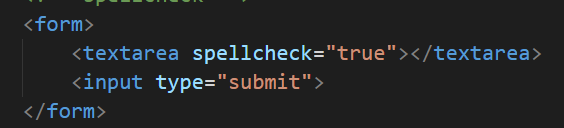 <form>
<textarea spellcheck="true"></textarea>
<input type="submit">
</form>